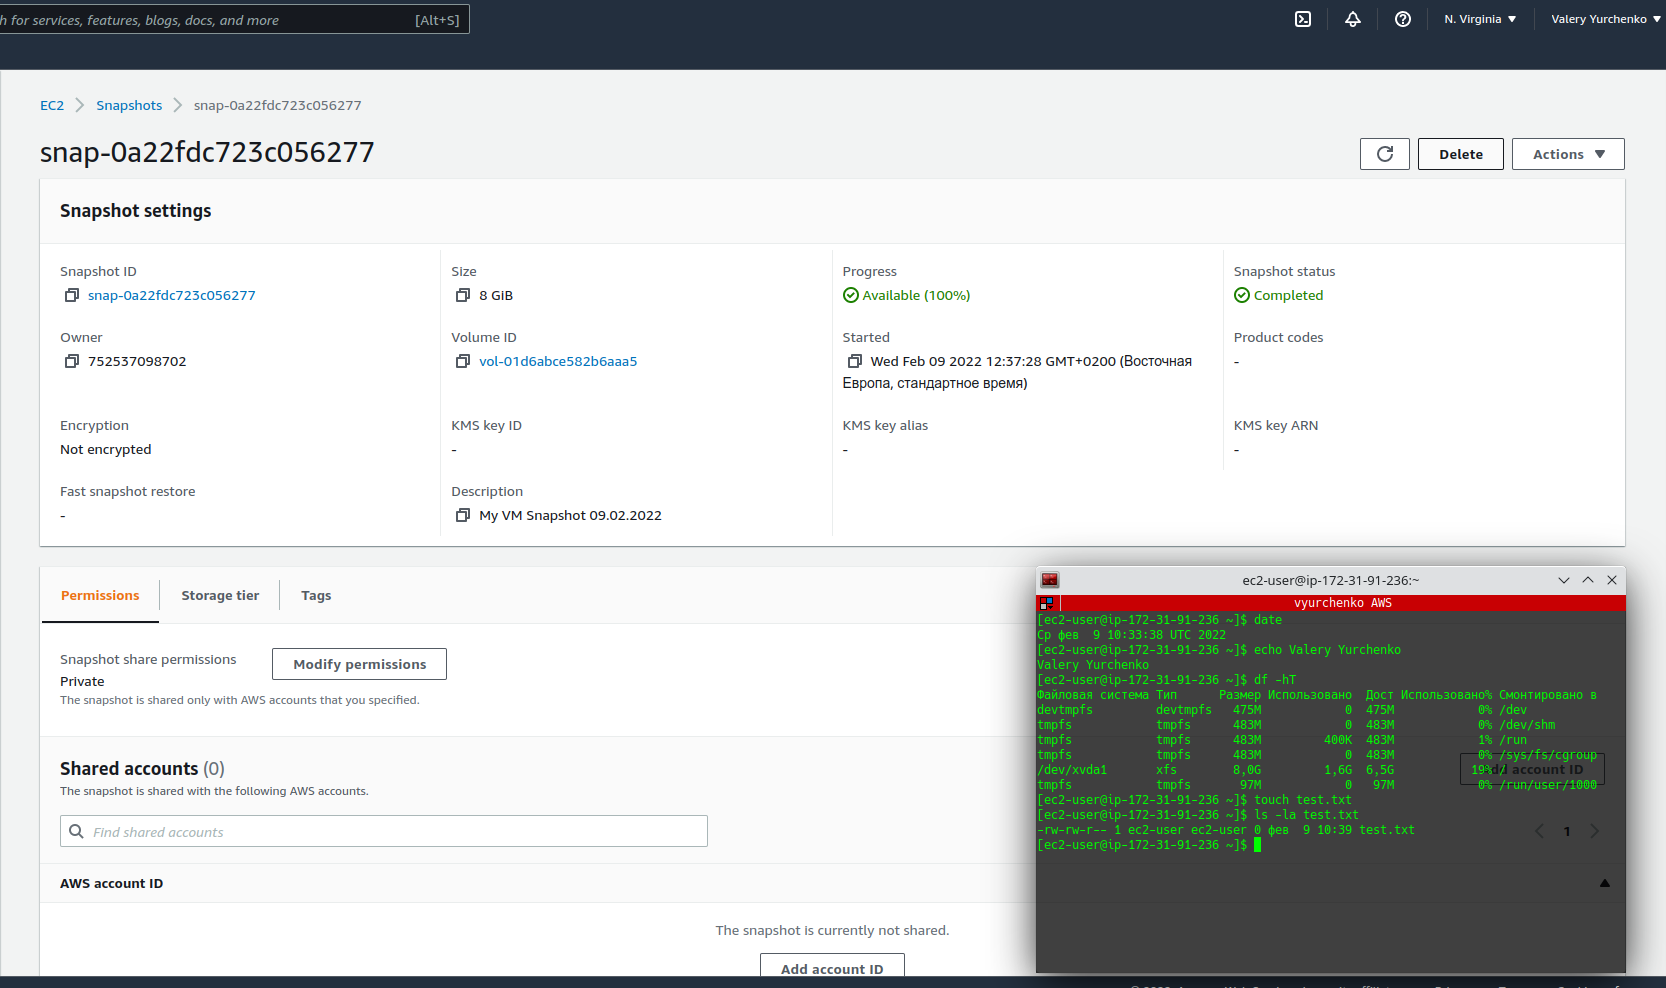 h for services, features, blogs, docs, and more [Alt+S] N. Virginia Valery Yurchenko
EC2 Snapshots snap-0a22fdc723c056277
snap-0a22fdc723c056277 Delete Actions
Snapshot settings
Snapshot ID Size Progress Snapshot status
snap-0a22fdc723c056277 8 GiB Available (100%) Completed
Owner Volume ID Started Product codes
752537098702 vol-01d6abce582b6aaa5 Wed Feb 09 2022 12:37:28 GMT+0200 (Восточная -
Европа, стандартное время)
Encryption KMS key ID KMS key alias KMS key ARN
Not encrypted - - -
Fast snapshot restore Description
- My VM Snapshot 09.02.2022
Permissions Storage tier Tags
Snapshot share permissions Modify permissions
Private
The snapshot is shared only with AWS accounts that you specified.
Shared accounts (0)
The snapshot is shared with the following AWS accounts.
Find shared accounts
AWS account ID
The snapshot is currently not shared.
Add account ID
ec2-user@ip-172-31-91-236:~
vyurchenko AWS
[ec2-user@ip-172-31-91-236 ~]$ date
Ср фев  9 10:33:38 UTC 2022
[ec2-user@ip-172-31-91-236 ~]$ echo Valery Yurchenko
Valery Yurchenko
[ec2-user@ip-172-31-91-236 ~]$ df -hT
Файловая система Тип Размер Использовано Дост Использовано% Смонтировано в
devtmpfs devtmpfs 475M 0 475M 0% /dev
tmpfs tmpfs 483M 0 483M 0% /dev/shm
tmpfs tmpfs 483M 400K 483M 1% /run
tmpfs tmpfs 483M 0 483M 0% /sys/fs/cgroup
/dev/xvda1 xfs 8,0G 1,6G 6,5G 19% /
tmpfs tmpfs 97M 0 97M 0% /run/user/1000
[ec2-user@ip-172-31-91-236 ~]$ touch test.txt
[ec2-user@ip-172-31-91-236 ~]$ ls -la test.txt
-rw-rw-r-- 1 ec2-user ec2-user 0 фев  9 10:39 test.txt
[ec2-user@ip-172-31-91-236 ~]$
account ID
1